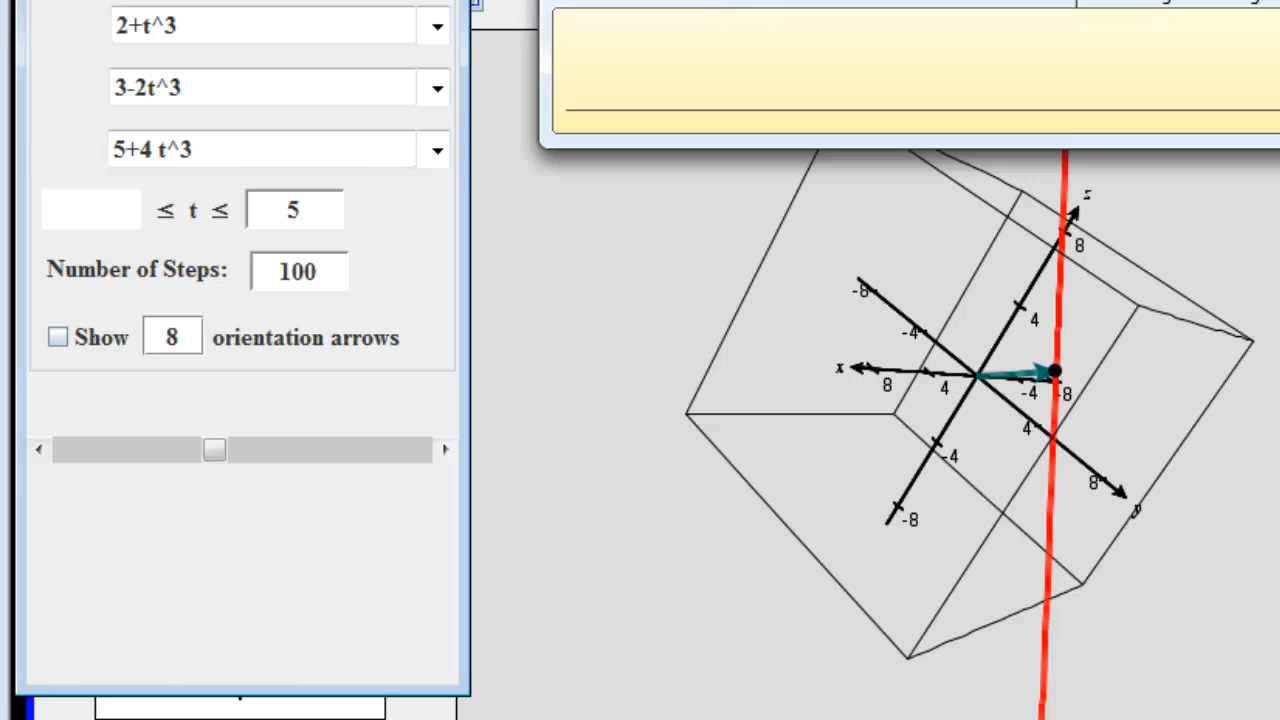 2+t^3
3-2t^3
5+4 t^3
≤ t ≤ 5
Number of Steps: 100
Show 8 orientation arrows
z
8
-8
4
-4
x
8
4
-4
-8
4
-4
8
y
-8